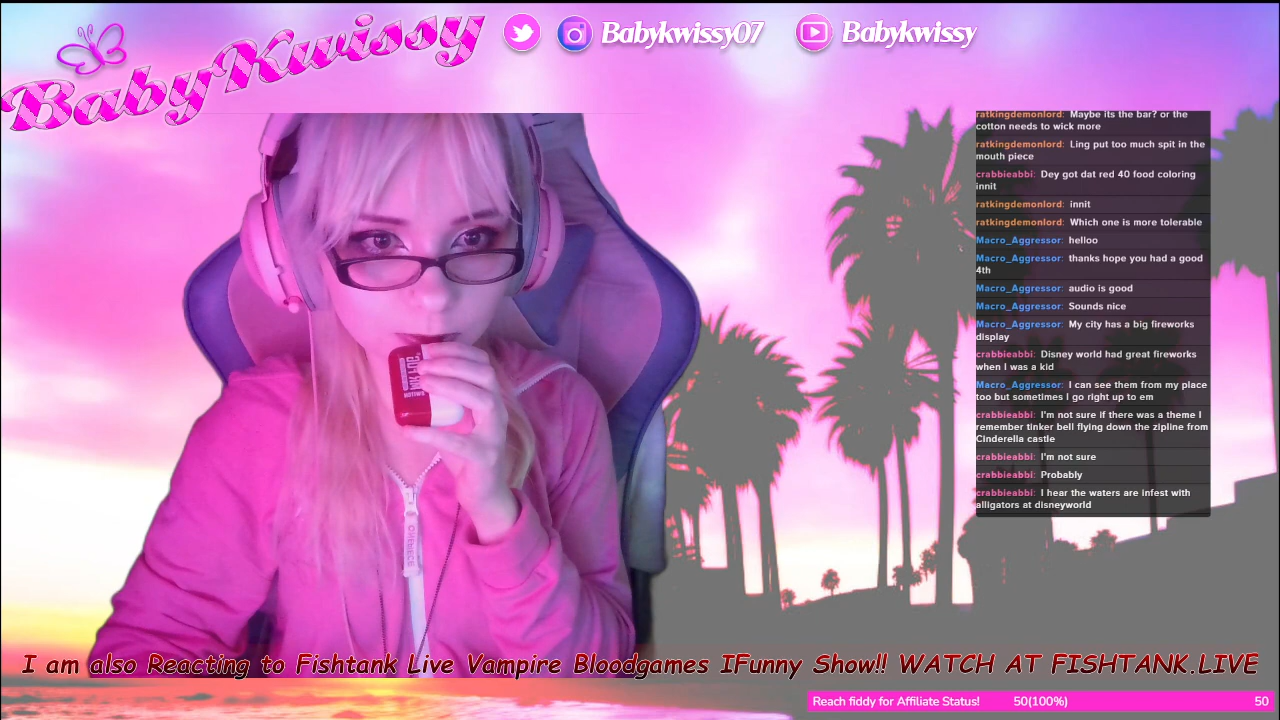 BabyKwissy
Babykwissy07
Babykwissy
ratkingdemonlord: Maybe its the bar? or the
cotton needs to wick more
ratkingdemonlord: Ling put too much spit in the
mouth piece
crabbieabbi: Dey got dat red 40 food coloring
innit
ratkingdemonlord: innit
ratkingdemonlord: Which one is more tolerable
Macro_Aggressor: helloo
Macro_Aggressor: thanks hope you had a good
4th
Macro_Aggressor: audio is good
Macro_Aggressor: Sounds nice
Macro_Aggressor: My city has a big fireworks
display
crabbieabbi: Disney world had great fireworks
when I was a kid
Macro_Aggressor: I can see them from my place
too but sometimes I go right up to em
crabbieabbi: I'm not sure if there was a theme I
remember tinker bell flying down the zipline from
Cinderella castle
crabbieabbi: I'm not sure
crabbieabbi: Probably
crabbieabbi: I hear the waters are infest with
alligators at disneyworld
I am also Reacting to Fishtank Live Vampire Bloodgames IFunny Show!! WATCH AT FISHTANK.LIVE
Reach fiddy for Affiliate Status! 50(100%) 50